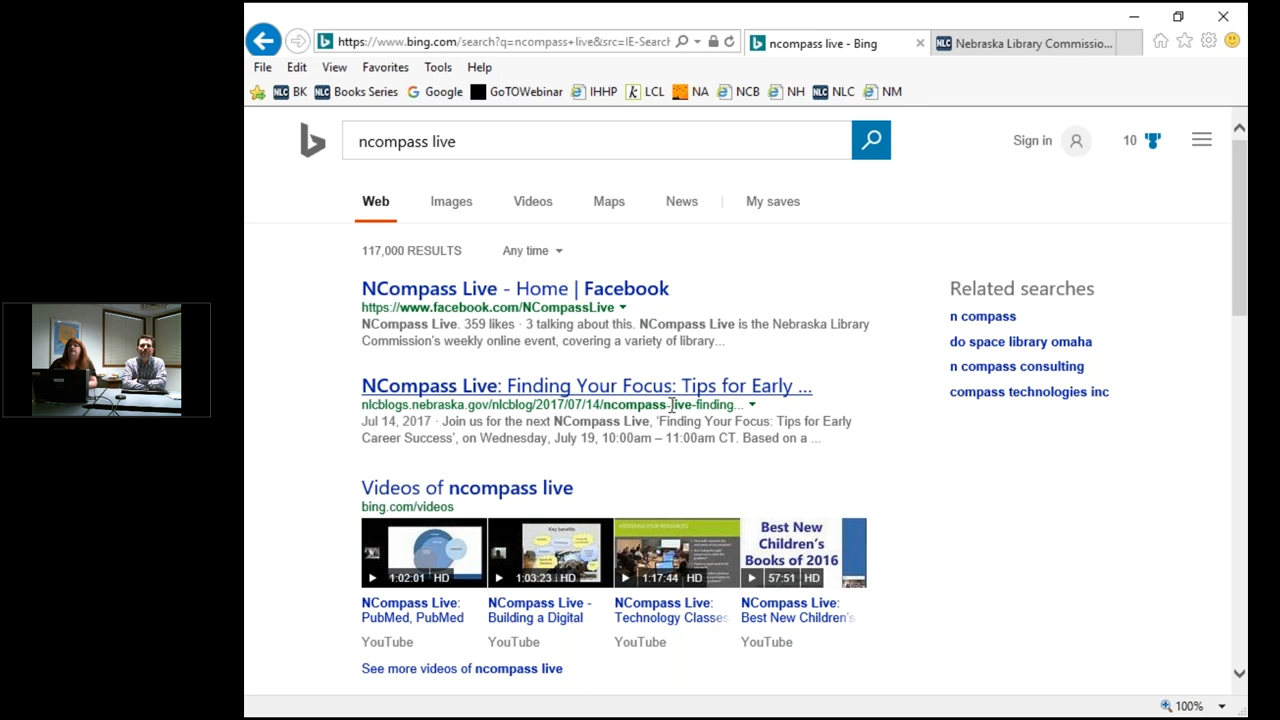 https://www.bing.com/search?q=ncompass+live&src=IE-Searc
ncompass live - Bing
NLC Nebraska Library Commissio...
File Edit View Favorites Tools Help
NLC BK NLC Books Series Google GoTOWebinar IHHP k LCL NA NCB NH NLC NLC NM
ncompass live
Sign in
10
Web Images Videos Maps News My saves
117,000 RESULTS Any time
NCompass Live - Home | Facebook
https://www.facebook.com/NCompassLive
NCompass Live. 359 likes · 3 talking about this. NCompass Live is the Nebraska Library
Commission's weekly online event, covering a variety of library...
NCompass Live: Finding Your Focus: Tips for Early ...
nlcblogs.nebraska.gov/nlcblog/2017/07/14/ncompass-live-finding...
Jul 14, 2017 · Join us for the next NCompass Live, 'Finding Your Focus: Tips for Early
Career Success', on Wednesday, July 19, 10:00am – 11:00am CT. Based on a ...
Related searches
n compass
do space library omaha
n compass consulting
compass technologies inc
Videos of ncompass live
bing.com/videos
Key benefits
Best New
Children's
Books of 2016
1:02:01 HD
1:03:23 HD
1:17:44 HD
57:51 HD
NCompass Live:
PubMed, PubMed
YouTube
NCompass Live -
Building a Digital
YouTube
NCompass Live:
Technology Classes
YouTube
NCompass Live:
Best New Children's
YouTube
See more videos of ncompass live
100%